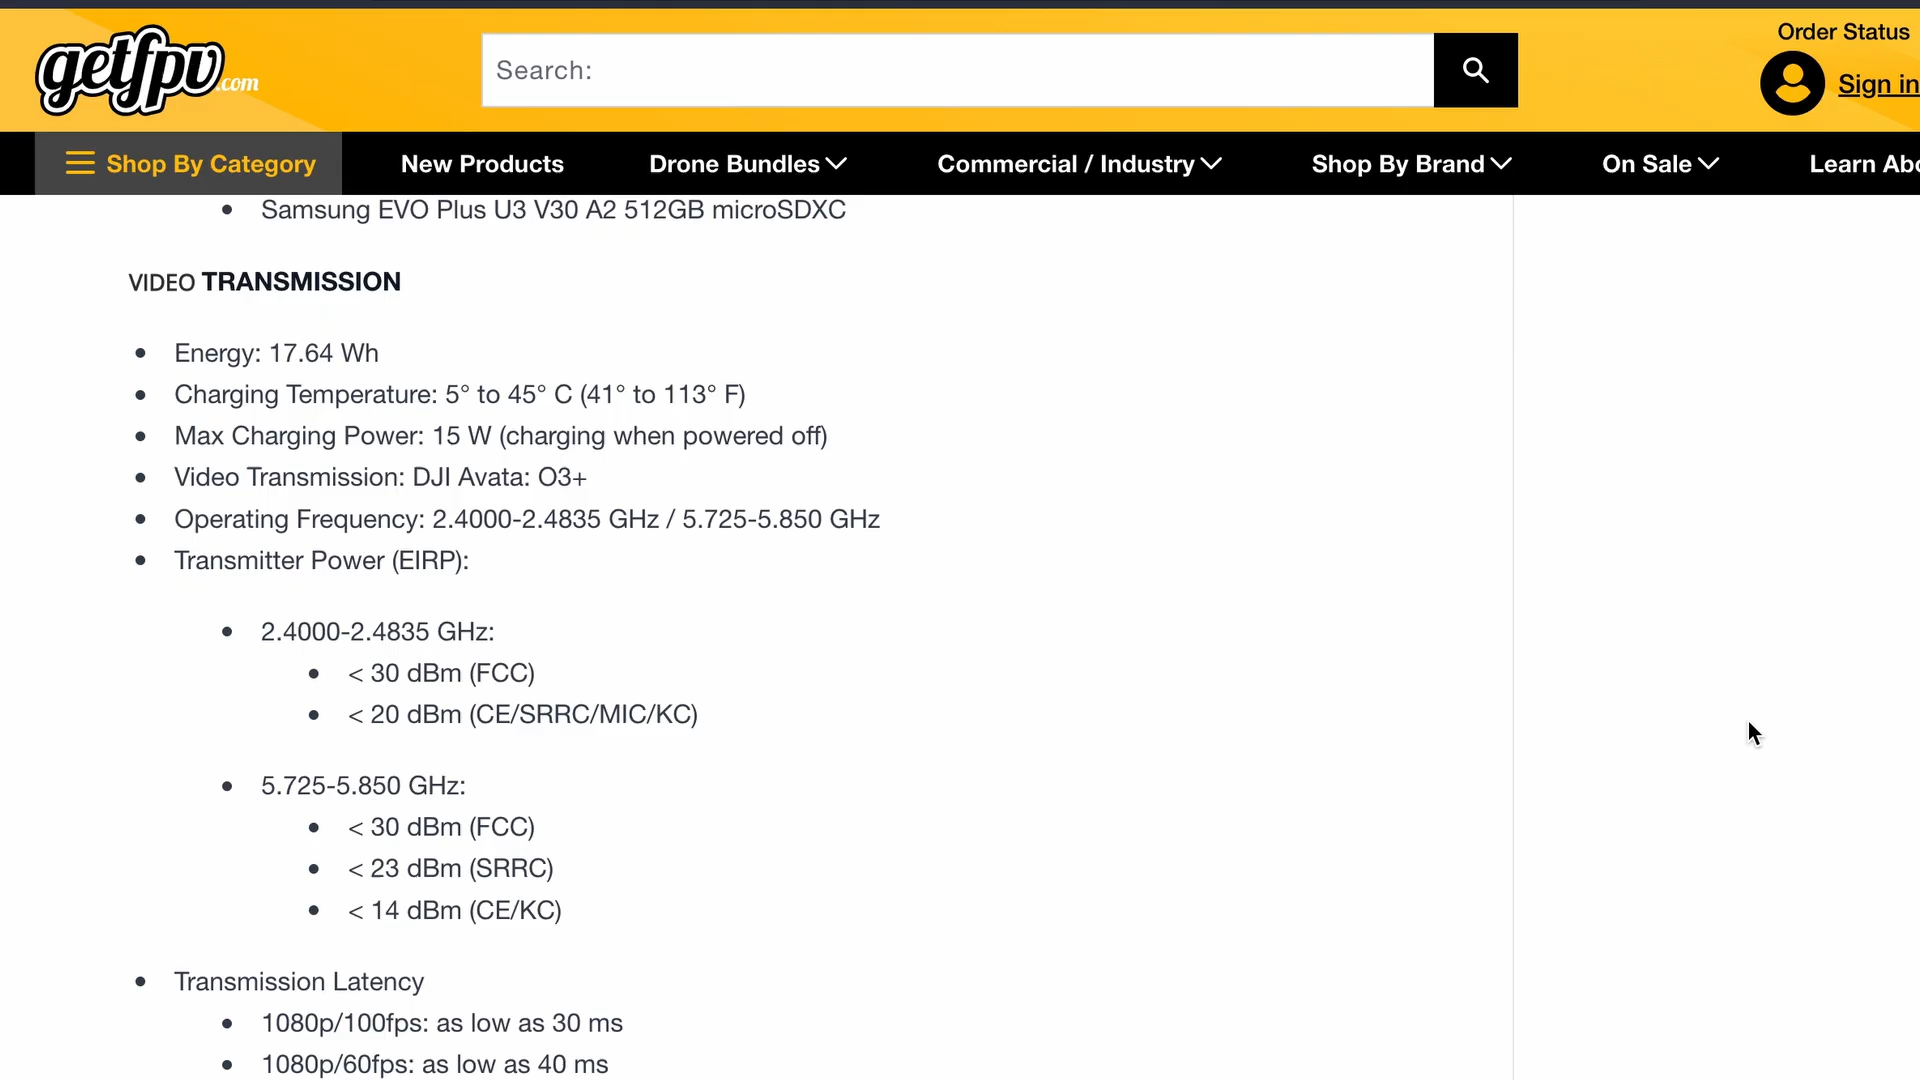 getfpv.com
Search:
Order Status
Sign in
Shop By Category
New Products
Drone Bundles
Commercial / Industry
Shop By Brand
On Sale
Learn Abo
Samsung EVO Plus U3 V30 A2 512GB microSDXC
VIDEO TRANSMISSION
Energy: 17.64 Wh
Charging Temperature: 5° to 45° C (41° to 113° F)
Max Charging Power: 15 W (charging when powered off)
Video Transmission: DJI Avata: O3+
Operating Frequency: 2.4000-2.4835 GHz / 5.725-5.850 GHz
Transmitter Power (EIRP):
2.4000-2.4835 GHz:
< 30 dBm (FCC)
< 20 dBm (CE/SRRC/MIC/KC)
5.725-5.850 GHz:
< 30 dBm (FCC)
< 23 dBm (SRRC)
< 14 dBm (CE/KC)
Transmission Latency
1080p/100fps: as low as 30 ms
1080p/60fps: as low as 40 ms